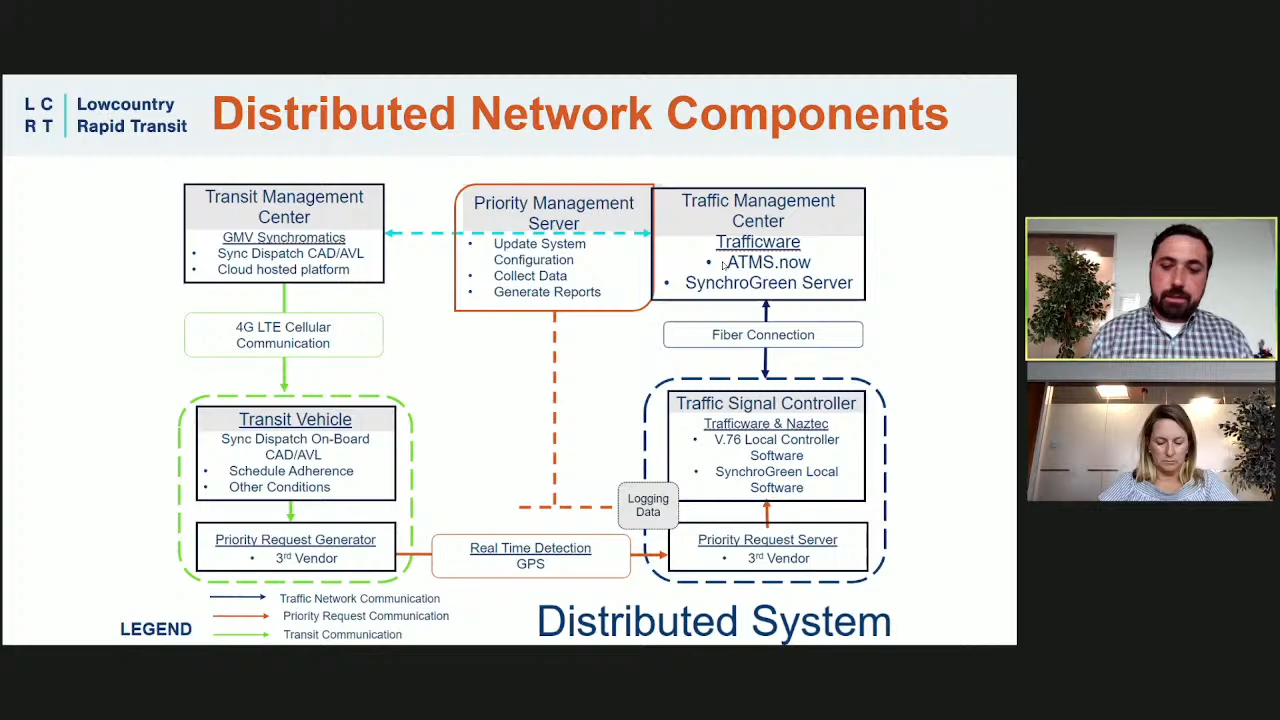 L C
R T
Lowcountry
Rapid Transit
Distributed Network Components
Transit Management
Center
GMV Synchromatics
• Sync Dispatch CAD/AVL
• Cloud hosted platform
Priority Management
Server
• Update System
Configuration
• Collect Data
• Generate Reports
Traffic Management
Center
Trafficware
• ATMS.now
• SynchroGreen Server
4G LTE Cellular
Communication
Fiber Connection
Transit Vehicle
Sync Dispatch On-Board
CAD/AVL
• Schedule Adherence
• Other Conditions
Traffic Signal Controller
Trafficware & Naztec
• V.76 Local Controller
Software
• SynchroGreen Local
Software
Logging
Data
Priority Request Generator
• 3rd Vendor
Real Time Detection
GPS
Priority Request Server
• 3rd Vendor
LEGEND
Traffic Network Communication
Priority Request Communication
Transit Communication
Distributed System